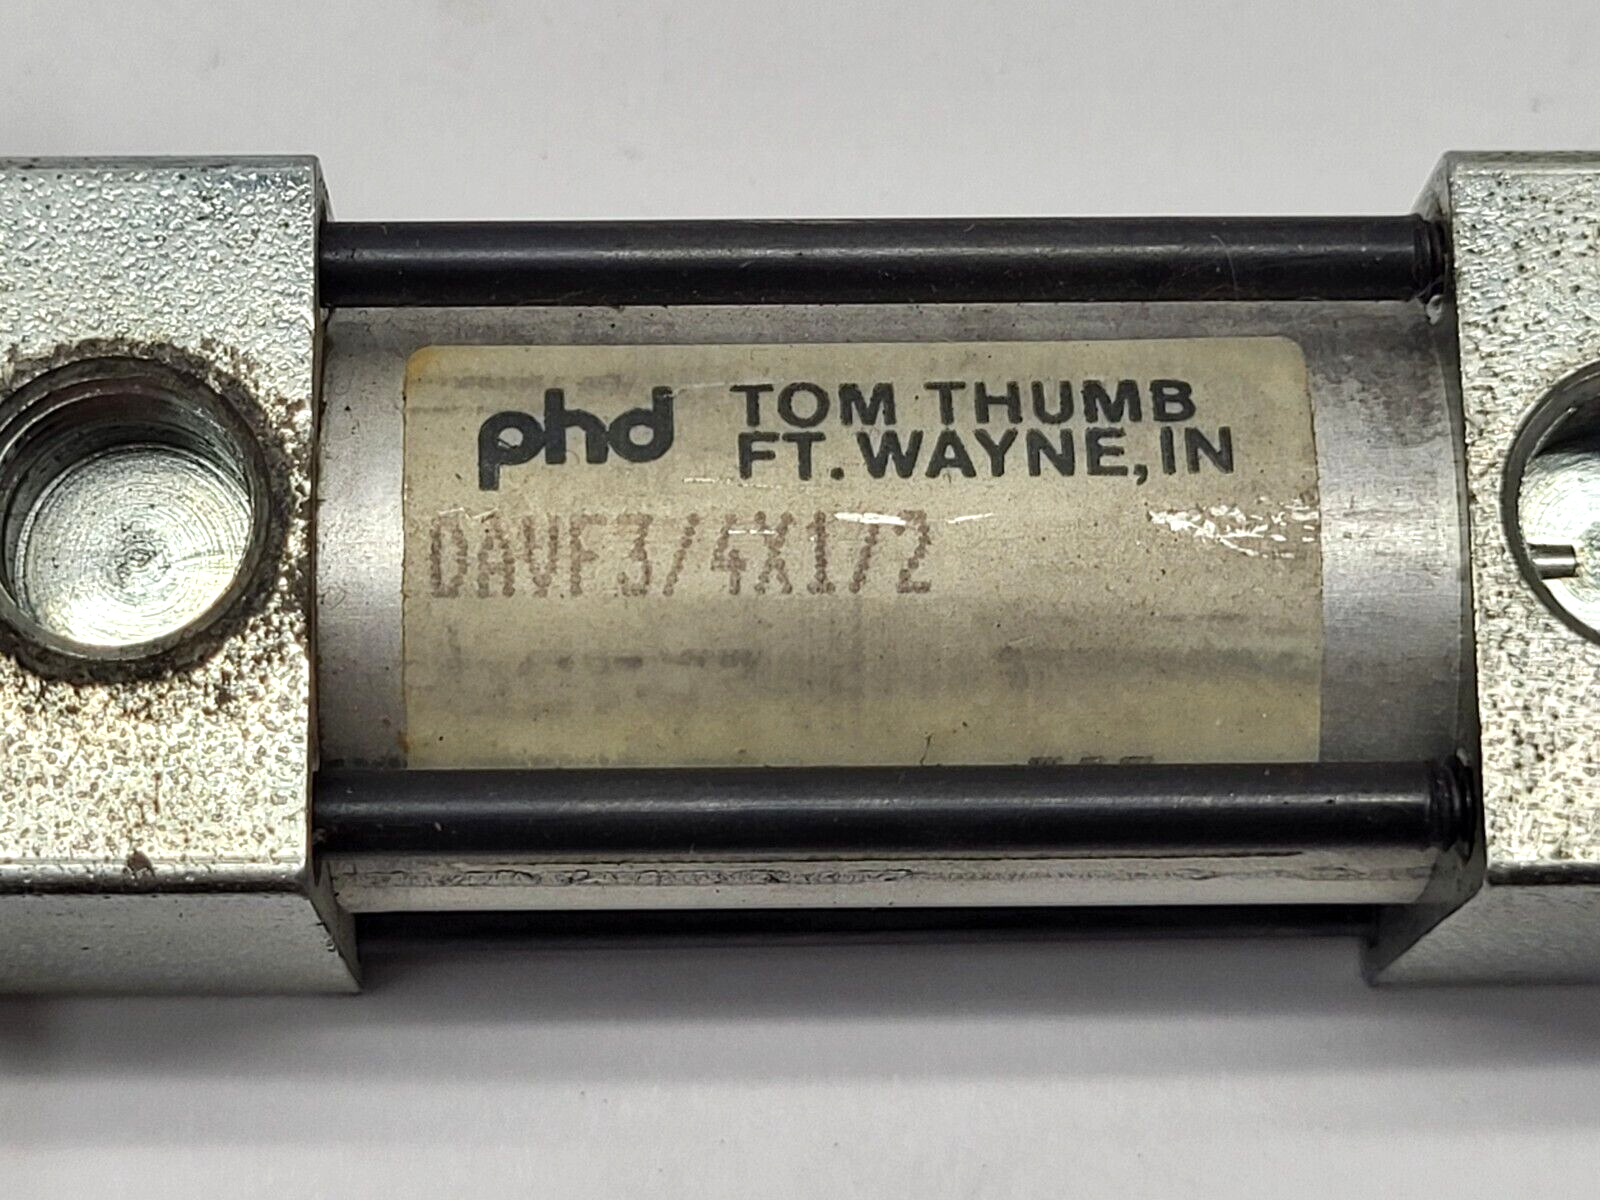 phd TOM THUMB
FT. WAYNE, IN
DAVF3/4X1/2